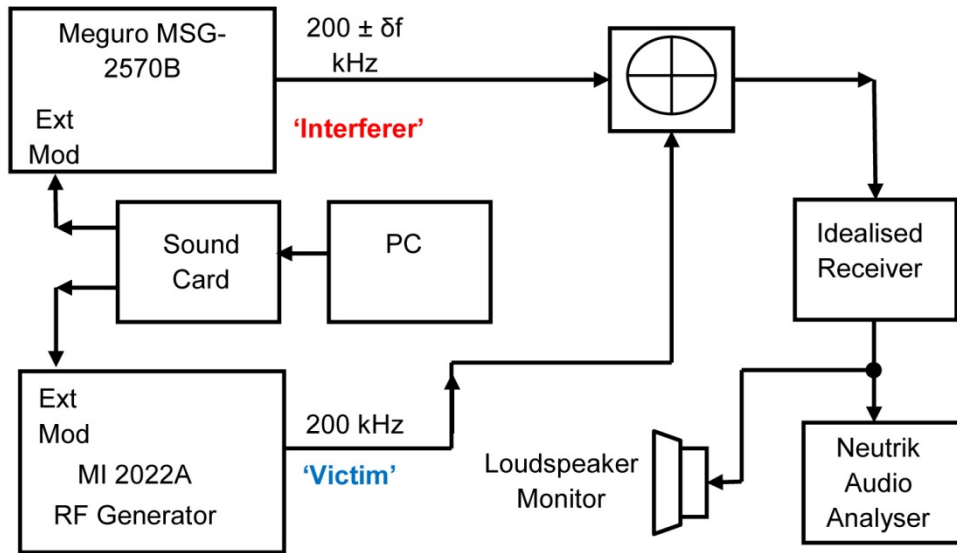 Meguro MSG-
2570B
Ext
Mod
200 ± δf
kHz
‘Interferer’
Sound
Card
PC
Idealised
Receiver
Ext
Mod
MI 2022A
RF Generator
200 kHz
‘Victim’
Loudspeaker
Monitor
Neutrik
Audio
Analyser